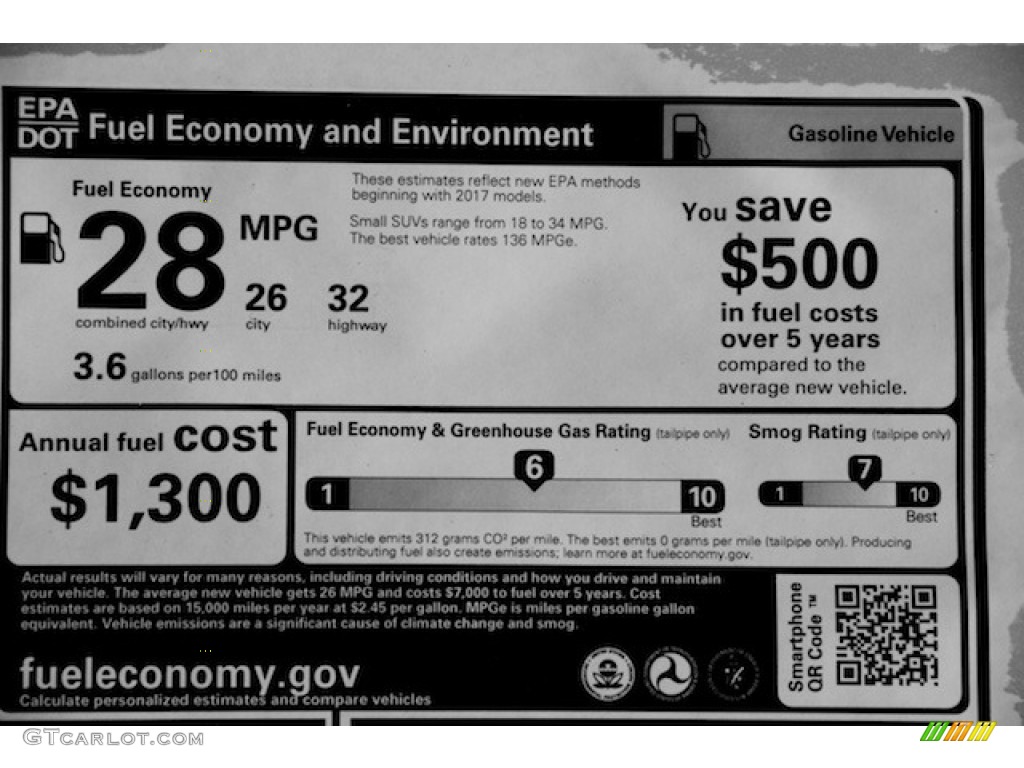 EPA
DOT
Fuel Economy and Environment
Gasoline Vehicle
Fuel Economy
28 MPG
combined city/hwy
26
city
32
highway
3.6 gallons per100 miles
These estimates reflect new EPA methods
beginning with 2017 models.
Small SUVs range from 18 to 34 MPG.
The best vehicle rates 136 MPGe.
You save
$500
in fuel costs
over 5 years
compared to the
average new vehicle.
Annual fuel cost
$1,300
Fuel Economy & Greenhouse Gas Rating (tailpipe only)
1
6
10
Best
Smog Rating (tailpipe only)
1
7
10
Best
This vehicle emits 312 grams CO² per mile. The best emits 0 grams per mile (tailpipe only). Producing
and distributing fuel also create emissions; learn more at fueleconomy.gov.
Actual results will vary for many reasons, including driving conditions and how you drive and maintain
your vehicle. The average new vehicle gets 26 MPG and costs $7,000 to fuel over 5 years. Cost
estimates are based on 15,000 miles per year at $2.45 per gallon. MPGe is miles per gasoline gallon
equivalent. Vehicle emissions are a significant cause of climate change and smog.
fueleconomy.gov
Calculate personalized estimates and compare vehicles
Smartphone
QR Code™
GTcarlot.com